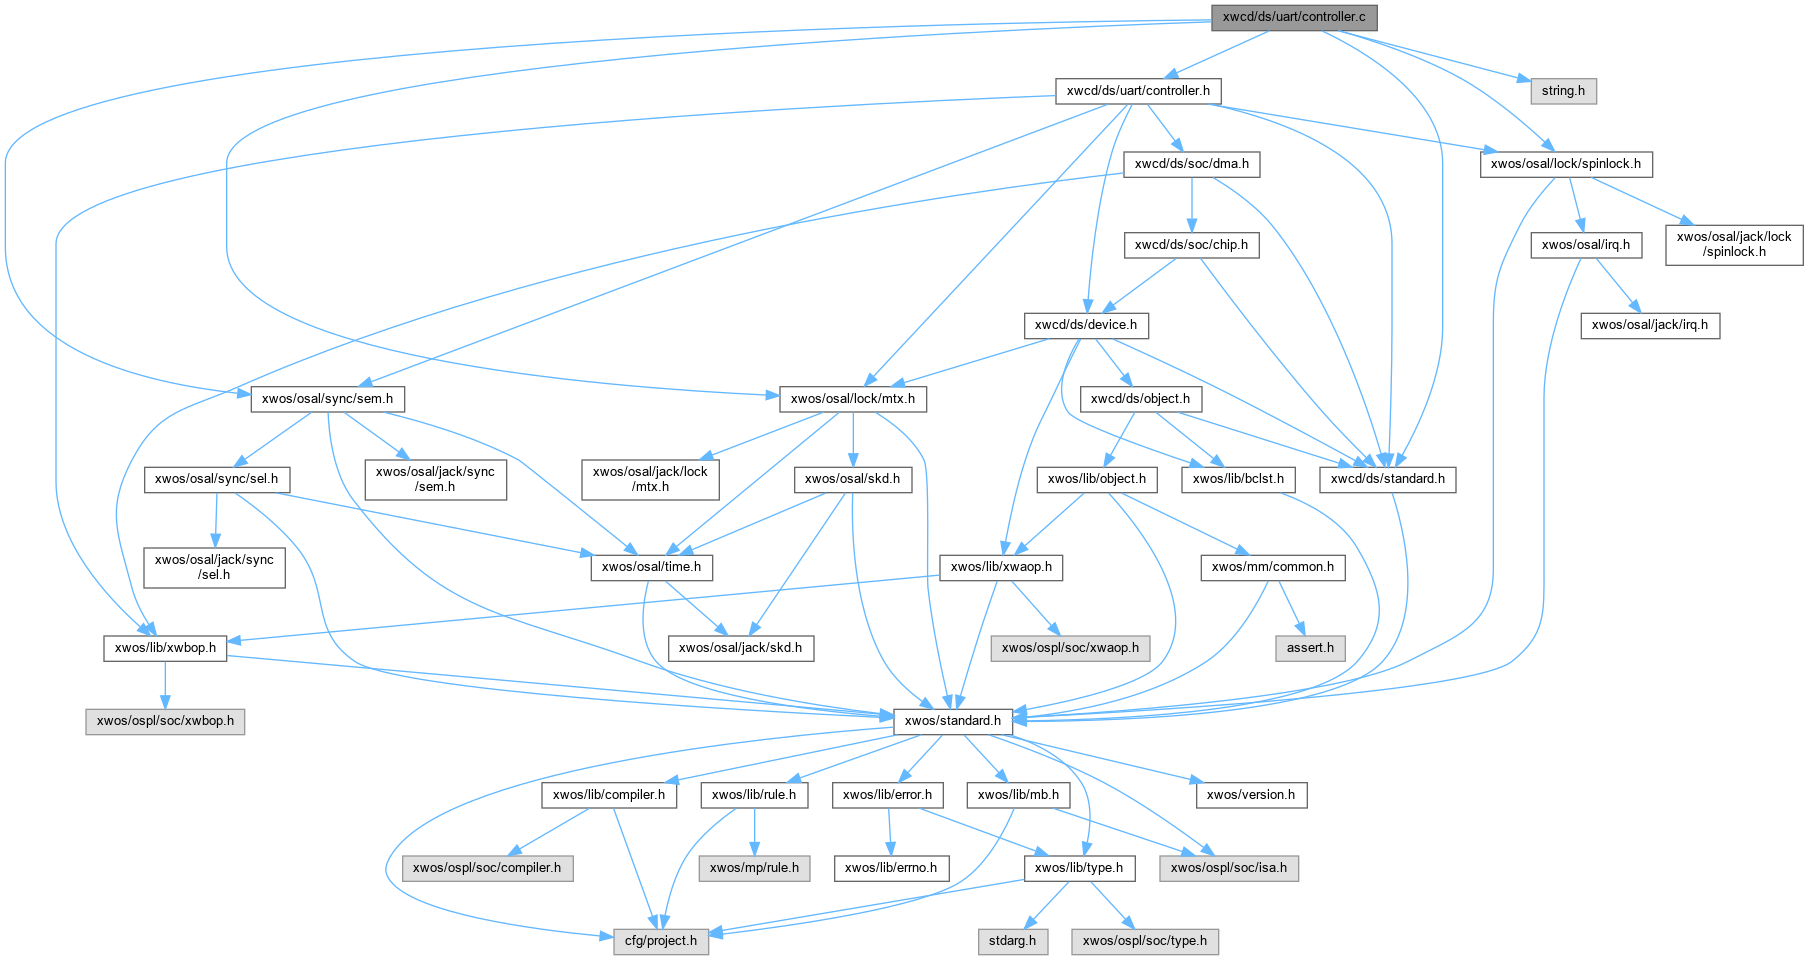 xwcd/ds/uart/controller.c
xwcd/ds/uart/controller.h
string.h
xwcd/ds/soc/dma.h
xwos/osal/lock/spinlock.h
xwcd/ds/soc/chip.h
xwos/osal/irq.h
xwos/osal/jack/lock
/spinlock.h
xwcd/ds/device.h
xwos/osal/jack/irq.h
xwos/osal/sync/sem.h
xwos/osal/lock/mtx.h
xwcd/ds/object.h
xwos/osal/sync/sel.h
xwos/osal/jack/sync
/sem.h
xwos/osal/jack/lock
/mtx.h
xwos/osal/skd.h
xwos/lib/object.h
xwos/lib/bclst.h
xwcd/ds/standard.h
xwos/osal/jack/sync
/sel.h
xwos/osal/time.h
xwos/lib/xwaop.h
xwos/mm/common.h
xwos/lib/xwbop.h
xwos/osal/jack/skd.h
xwos/ospl/soc/xwaop.h
assert.h
xwos/ospl/soc/xwbop.h
xwos/standard.h
xwos/lib/compiler.h
xwos/lib/rule.h
xwos/lib/error.h
xwos/lib/mb.h
xwos/version.h
xwos/ospl/soc/compiler.h
xwos/mp/rule.h
xwos/lib/errno.h
xwos/lib/type.h
xwos/ospl/soc/isa.h
cfg/project.h
stdarg.h
xwos/ospl/soc/type.h